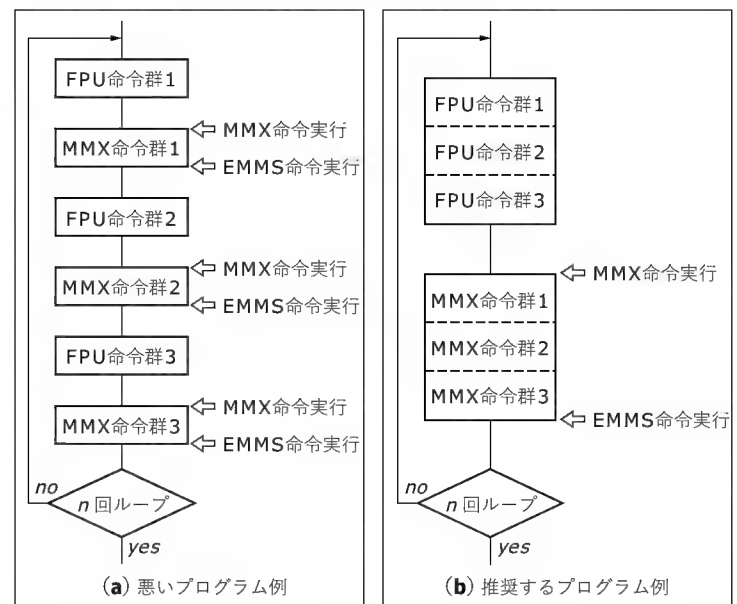 FPU命令群1
MMX命令実行
MMX命令群1
EMMS命令実行
FPU命令群2
MMX命令実行
MMX命令群2
EMMS命令実行
FPU命令群3
MMX命令実行
MMX命令群3
EMMS命令実行
no
n回ループ
yes
(a) 悪いプログラム例
FPU命令群1
FPU命令群2
FPU命令群3
MMX命令実行
MMX命令群1
MMX命令群2
MMX命令群3
EMMS命令実行
no
n回ループ
yes
(b) 推奨するプログラム例